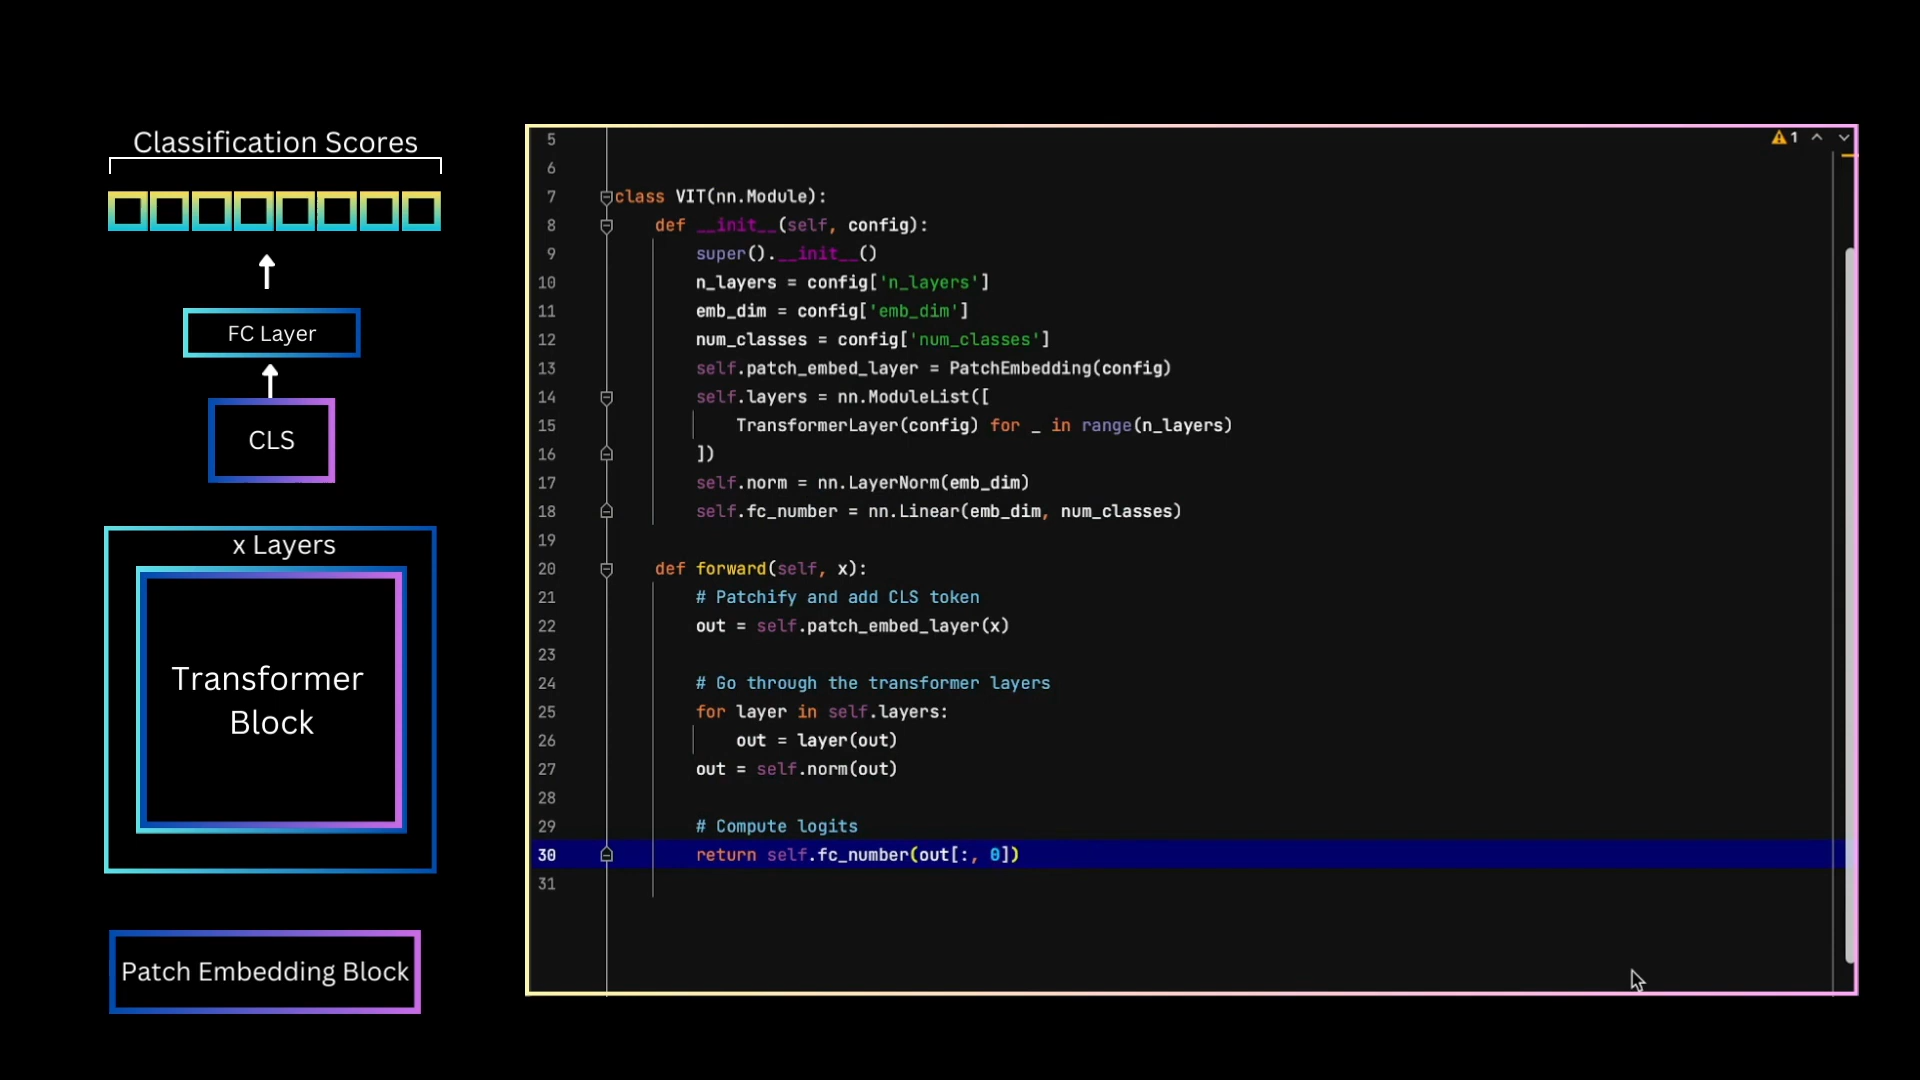 Classification Scores
FC Layer
CLS
x Layers
Transformer
Block
Patch Embedding Block
1
5
6
7 class VIT(nn.Module):
8     def __init__(self, config):
9         super().__init__()
10         n_layers = config['n_layers']
11         emb_dim = config['emb_dim']
12         num_classes = config['num_classes']
13         self.patch_embed_layer = PatchEmbedding(config)
14         self.layers = nn.ModuleList([
15             TransformerLayer(config) for _ in range(n_layers)
16         ])
17         self.norm = nn.LayerNorm(emb_dim)
18         self.fc_number = nn.Linear(emb_dim, num_classes)
19
20     def forward(self, x):
21         # Patchify and add CLS token
22         out = self.patch_embed_layer(x)
23
24         # Go through the transformer layers
25         for layer in self.layers:
26             out = layer(out)
27         out = self.norm(out)
28
29         # Compute logits
30         return self.fc_number(out[:, 0])
31